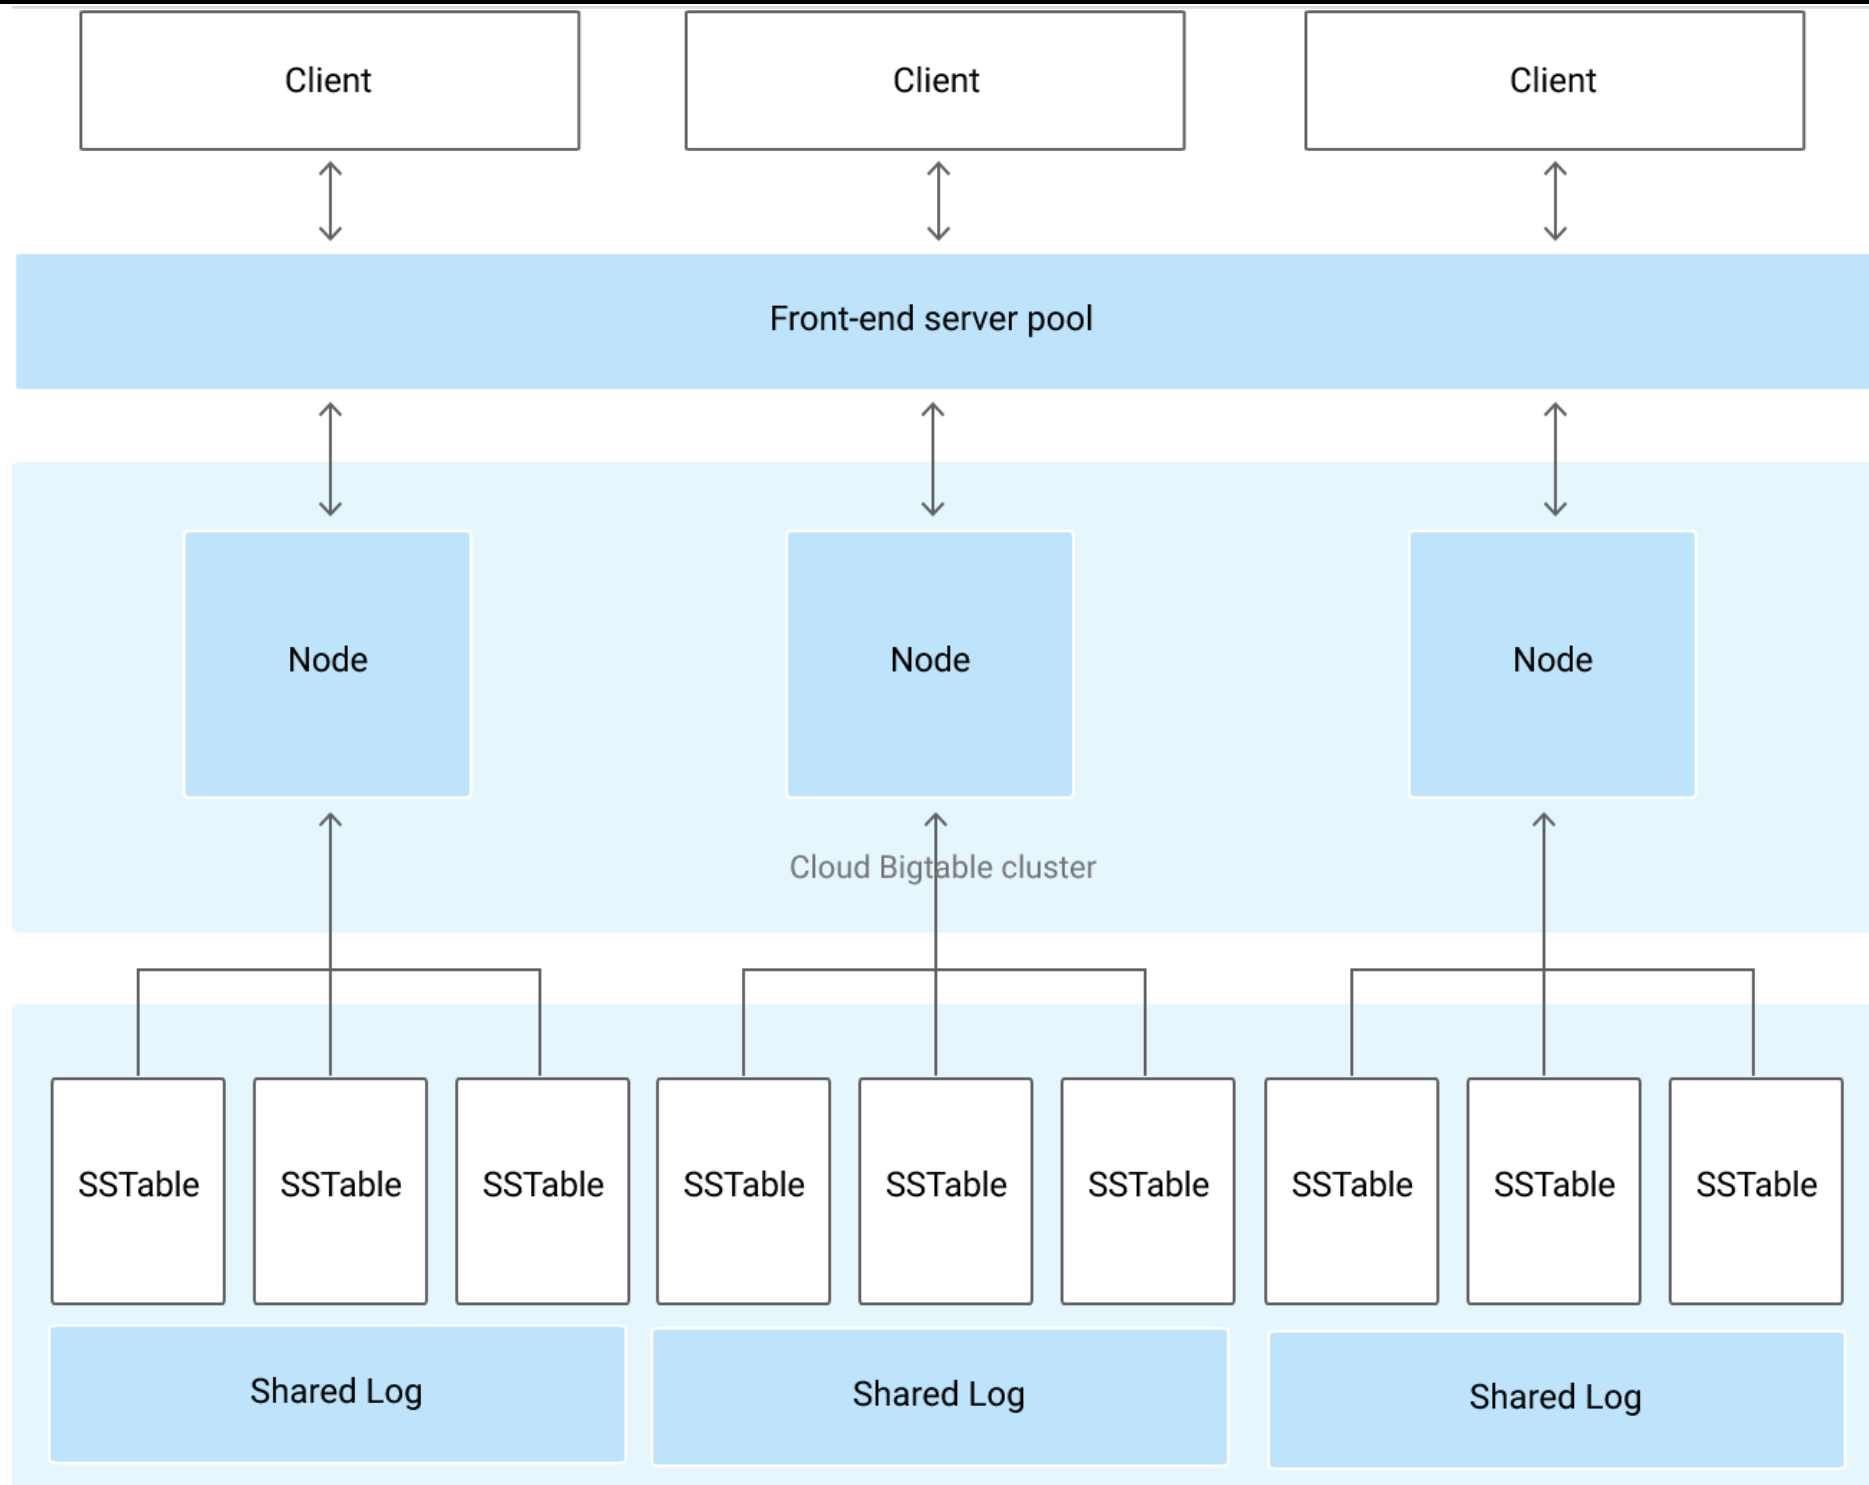 Client
Client
Client
Front-end server pool
Node
Node
Node
Cloud Bigtable cluster
SSTable
SSTable
SSTable
SSTable
SSTable
SSTable
SSTable
SSTable
SSTable
Shared Log
Shared Log
Shared Log